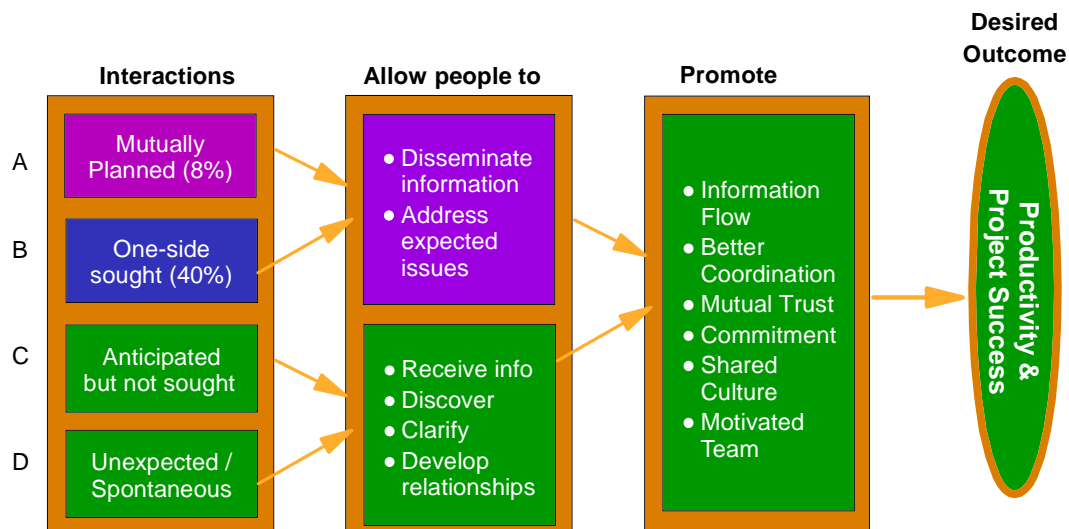 Interactions
A
Mutually
Planned (8%)
B
One-side
sought (40%)
C
Anticipated
but not sought
D
Unexpected /
Spontaneous
Allow people to
● Disseminate
information
● Address
expected
issues
● Receive info
● Discover
● Clarify
● Develop
relationships
Promote
● Information
Flow
● Better
Coordination
● Mutual Trust
● Commitment
● Shared
Culture
● Motivated
Team
Desired
Outcome
Productivity &
Project Success